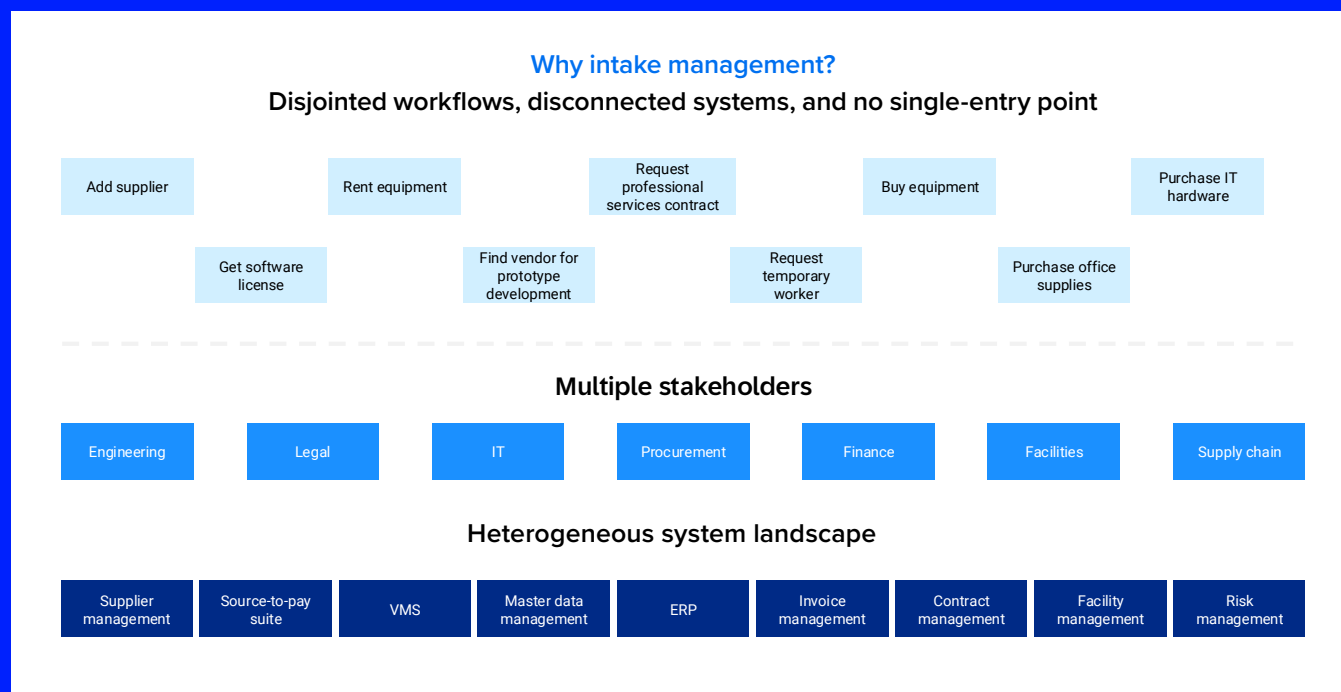 Why intake management?
Disjointed workflows, disconnected systems, and no single-entry point
Add supplier
Rent equipment
Request
professional
services contract
Buy equipment
Purchase IT
hardware
Get software
license
Find vendor for
prototype
development
Request
temporary
worker
Purchase office
supplies
Multiple stakeholders
Engineering
Legal
IT
Procurement
Finance
Facilities
Supply chain
Heterogeneous system landscape
Supplier
management
Source-to-pay
suite
VMS
Master data
management
ERP
Invoice
management
Contract
management
Facility
management
Risk
management